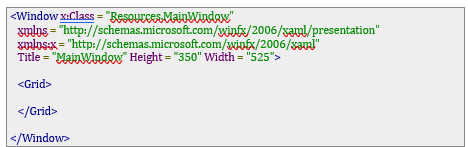 <Window x:Class = "Resources.MainWindow"
xmlns = "http://schemas.microsoft.com/winfx/2006/xaml/presentation"
xmlns:x = "http://schemas.microsoft.com/winfx/2006/xaml"
Title = "MainWindow" Height = "350" Width = "525">
<Grid>
</Grid>
</Window>